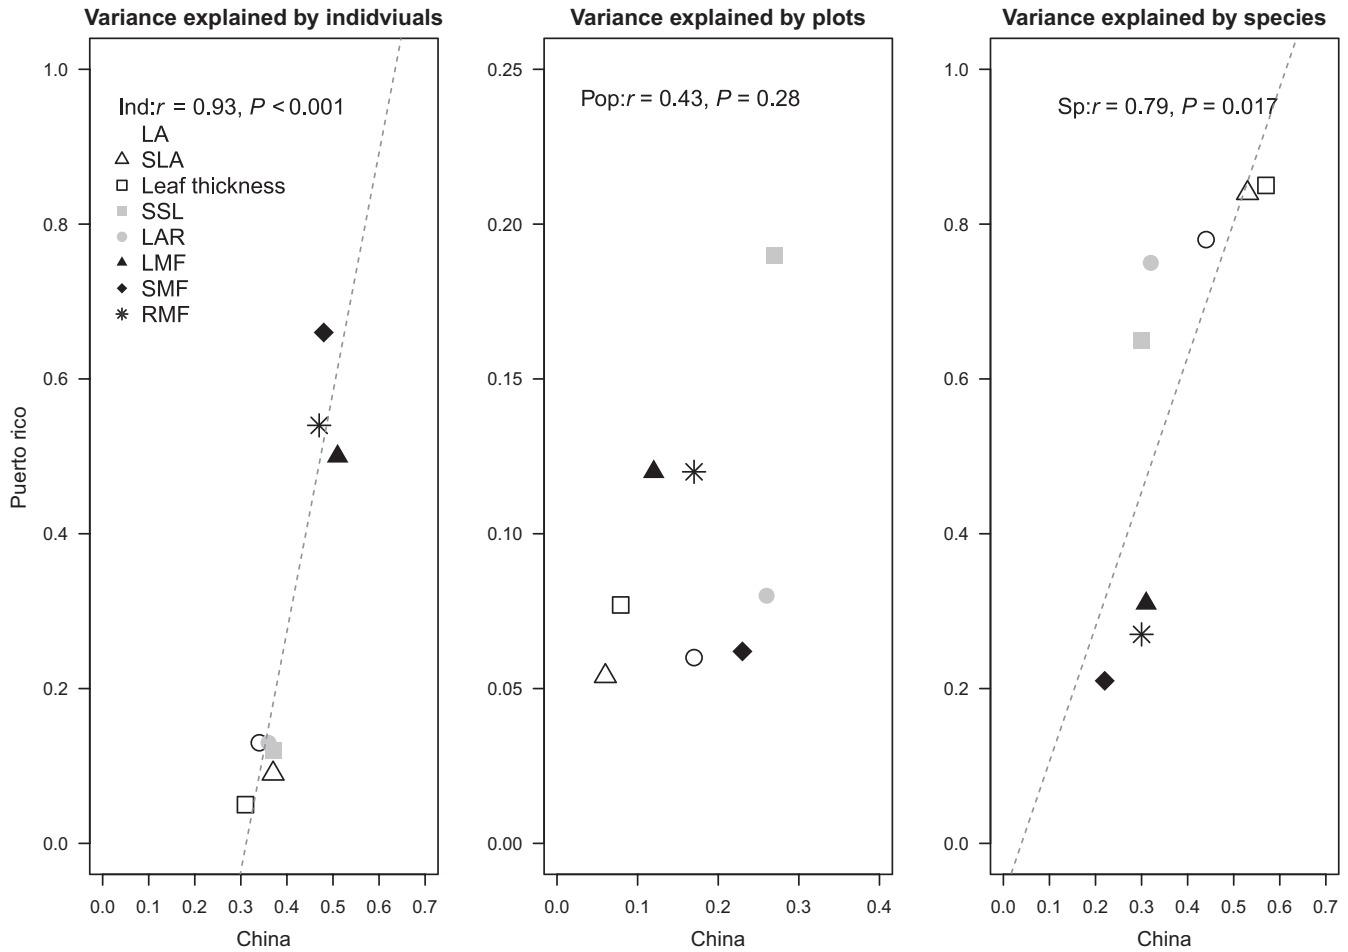 Variance explained by indidviuals
Variance explained by plots
Variance explained by species
Puerto rico
1.0
0.8
0.6
0.4
0.2
0.0
Ind:r = 0.93, P < 0.001
LA
SLA
Leaf thickness
SSL
LAR
LMF
SMF
RMF
0.0 0.1 0.2 0.3 0.4 0.5 0.6 0.7
China
0.25
0.20
0.15
0.10
0.05
0.00
Pop:r = 0.43, P = 0.28
0.0 0.1 0.2 0.3 0.4
China
1.0
0.8
0.6
0.4
0.2
0.0
Sp:r = 0.79, P = 0.017
0.0 0.1 0.2 0.3 0.4 0.5 0.6 0.7
China